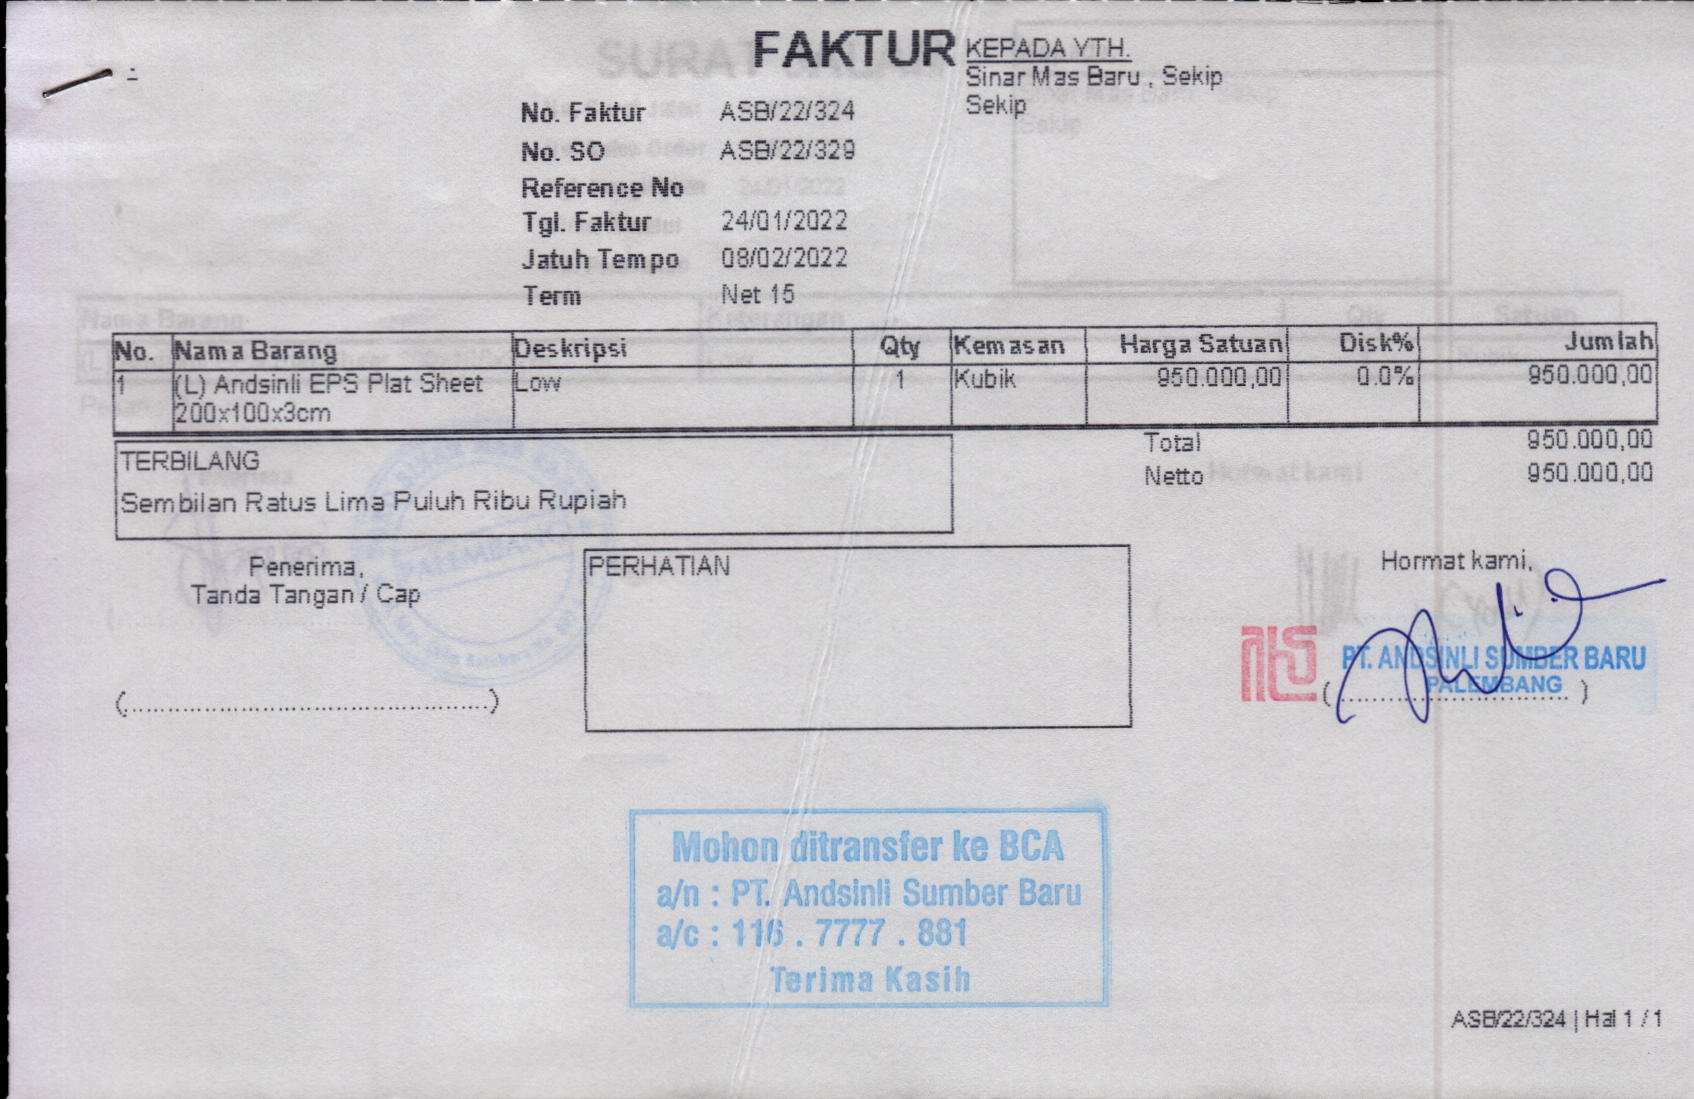 FAKTUR
KEPADA YTH.
Sinar Mas Baru , Sekip
Sekip
No. Faktur ASB/22/324
No. SO ASB/22/329
Reference No
Tgl. Faktur 24/01/2022
Jatuh Tempo 08/02/2022
Term Net 15
No. Nama Barang Deskripsi Qty Kemasan Harga Satuan Disk% Jumlah
1 (L) Andsinli EPS Plat Sheet Low 1 Kubik 950.000,00 0.0% 950.000,00
200x100x3cm
Total 950.000,00
Netto 950.000,00
TERBILANG
Sembilan Ratus Lima Puluh Ribu Rupiah
Penerima,
Tanda Tangan / Cap
(..................................................)
PERHATIAN
Hormat kami,
PT. ANDSINLI SUMBER BARU
PALEMBANG
(................................)
Mohon ditransfer ke BCA
a/n : PT. Andsinli Sumber Baru
a/c : 116 . 7777 . 881
Terima Kasih
ASB/22/324 | Hal 1 / 1